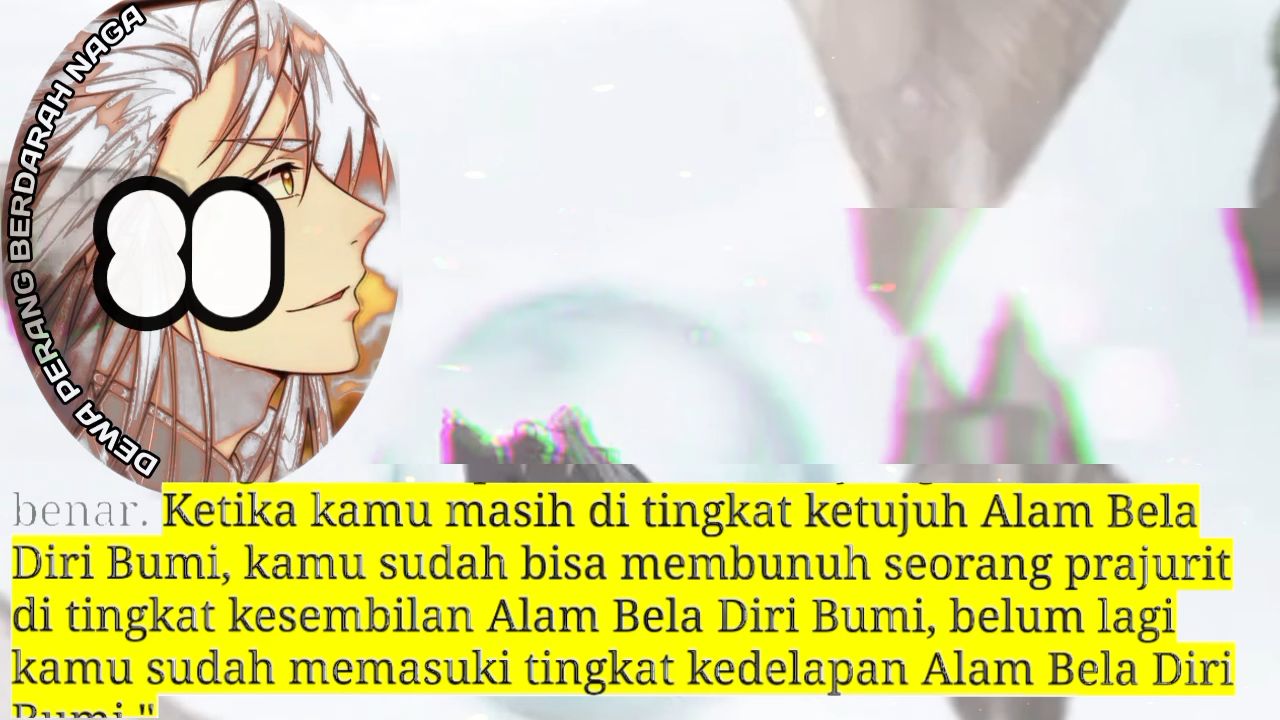 DEWA PERANG BERDARAH NAGA
80
benar. Ketika kamu masih di tingkat ketujuh Alam Bela
Diri Bumi, kamu sudah bisa membunuh seorang prajurit
di tingkat kesembilan Alam Bela Diri Bumi, belum lagi
kamu sudah memasuki tingkat kedelapan Alam Bela Diri
Bumi."